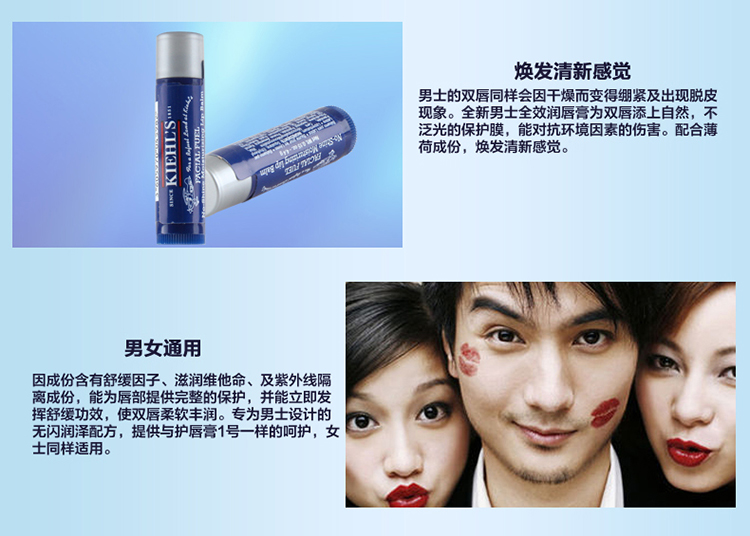 焕发清新感觉
男士的双唇同样会因干燥而变得绷紧及出现脱皮
现象。全新男士全效润唇膏为双唇添上自然，不
泛光的保护膜，能对抗环境因素的伤害。配合薄
荷成份，焕发清新感觉。
SINCE 1851
KIEHL'S
FACIAL FUEL
FACIAL FUEL
No-Shine Moisturizing Lip Balm
男女通用
因成份含有舒缓因子、滋润维他命、及紫外线隔
离成份，能为唇部提供完整的保护，并能立即发
挥舒缓功效，使双唇柔软丰润。专为男士设计的
无闪润泽配方，提供与护唇膏1号一样的呵护，女
士同样适用。